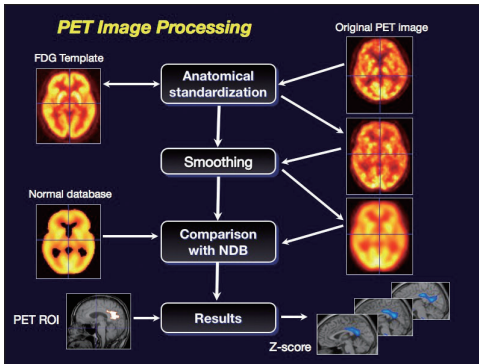 PET Image Processing
Original PET image
FDG Template
Anatomical
standardization
Smoothing
Normal database
Comparison
with NDB
PET ROI
Results
Z-score